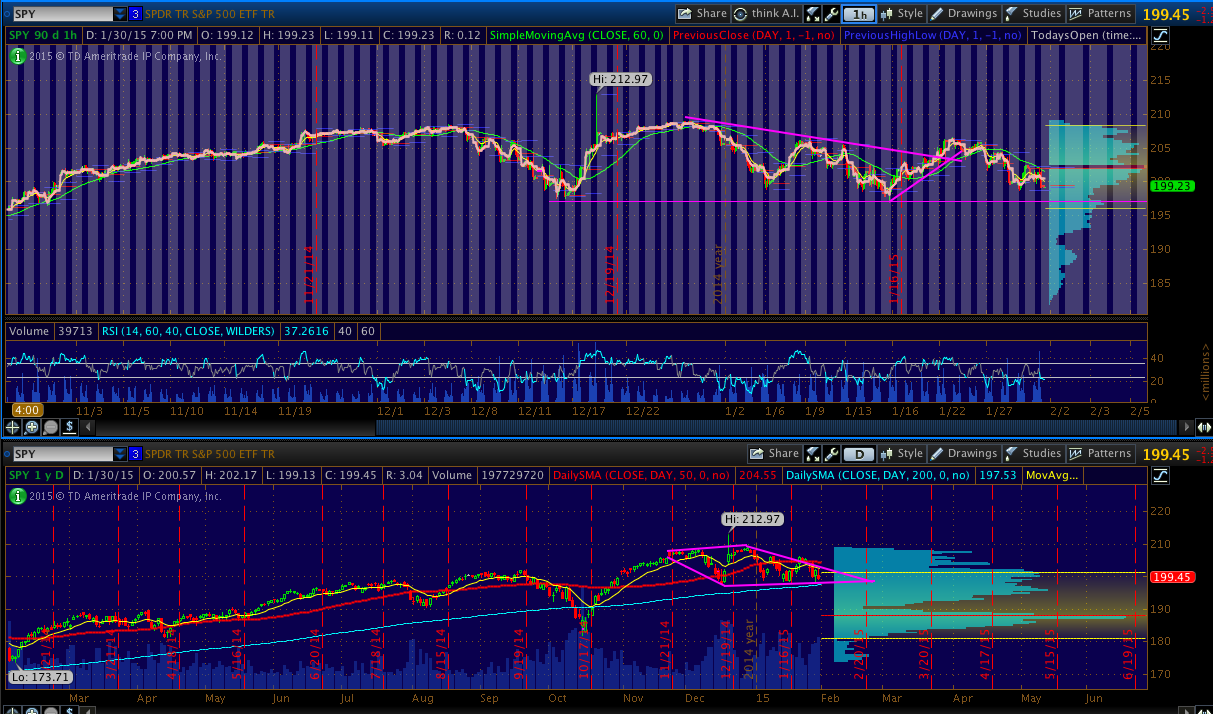 SPY 3 SPDR TR S&P 500 ETF TR Share think A.I. 1h Style Drawings Studies Patterns 199.45
SPY 90 d 1h D: 1/30/15 7:00 PM O: 199.12 H: 199.23 L: 199.11 C: 199.23 R: 0.12 SimpleMovingAvg (CLOSE, 60, 0) PreviousClose (DAY, 1, -1, no) PreviousHighLow (DAY, 1, -1, no) TodaysOpen (time:...
2015 © TD Ameritrade IP Company, Inc.
220
Hi: 212.97
215
210
205
200
199.23
195
190
185
11/21/14 12/19/14 2014 year 1/16/15
Volume 39713 RSI (14, 60, 40, CLOSE, WILDERS) 37.2616 40 60
40
20
0
<millions>
4:00 11/3 11/5 11/10 11/14 11/19 12/1 12/3 12/8 12/11 12/17 12/22 1/2 1/6 1/9 1/13 1/16 1/22 1/27 2/2 2/3 2/5
$
SPY 3 SPDR TR S&P 500 ETF TR Share D Style Drawings Studies Patterns 199.45
SPY 1 y D D: 1/30/15 O: 200.57 H: 202.17 L: 199.13 C: 199.45 R: 3.04 Volume 197729720 DailySMA (CLOSE, DAY, 50, 0, no) 204.55 DailySMA (CLOSE, DAY, 200, 0, no) 197.53 MovAvg...
2015 © TD Ameritrade IP Company, Inc.
220
Hi: 212.97
210
199.45
190
180
170
5/16/14 6/20/14 7/18/14 8/15/14 9/19/14 10/17/14 11/21/14 12/19/14 2014 year 1/16/15 2/20/15 3/20/15 4/17/15 5/15/15 6/19/15
Lo: 173.71
Mar Apr May Jun Jul Aug Sep Oct Nov Dec 15 Feb Mar Apr May Jun
$